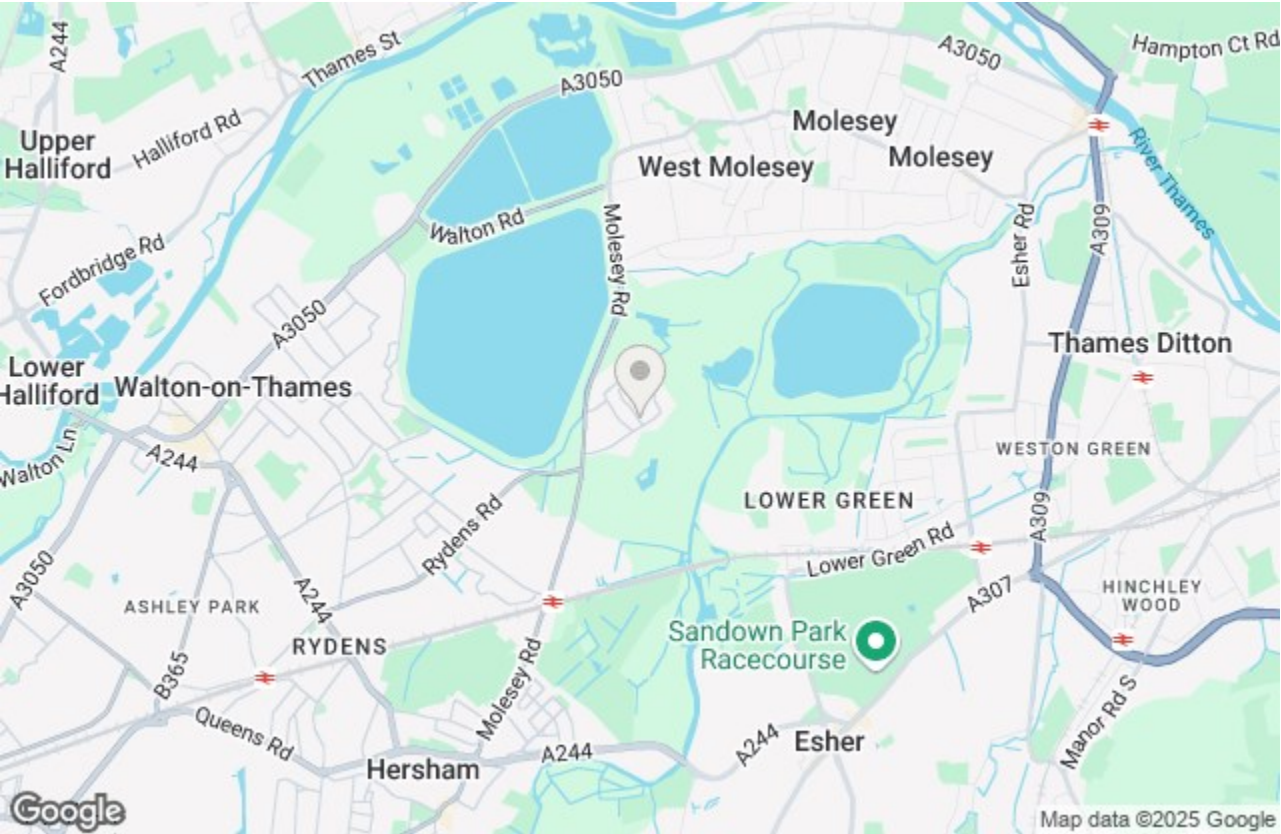 A244
Thames St
A3050
A3050
Hampton Ct Rd
Upper
Halliford
Halliford Rd
Molesey
West Molesey
Molesey
River Thames
Walton Rd
Molesey Rd
Esher Rd
A309
Fordbridge Rd
A3050
Lower
Halliford
Walton-on-Thames
Thames Ditton
Walton Ln
A244
WESTON GREEN
LOWER GREEN
A309
Rydens Rd
Lower Green Rd
A3050
A244
A307
ASHLEY PARK
HINCHLEY
WOOD
RYDENS
Sandown Park
Racecourse
B365
Molesey Rd
Manor Rd S
Queens Rd
A244
A244
Esher
Hersham
Google
Map data ©2025 Google